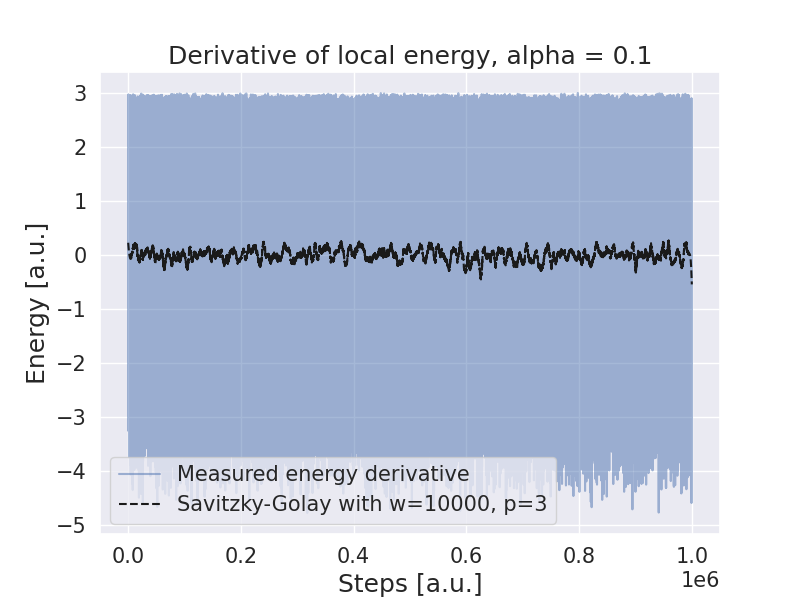 Derivative of local energy, alpha = 0.1
3
2
1
0
−1
−2
−3
−4
−5
Energy [a.u.]
Measured energy derivative
Savitzky-Golay with w=10000, p=3
0.0 0.2 0.4 0.6 0.8 1.0
1e6
Steps [a.u.]